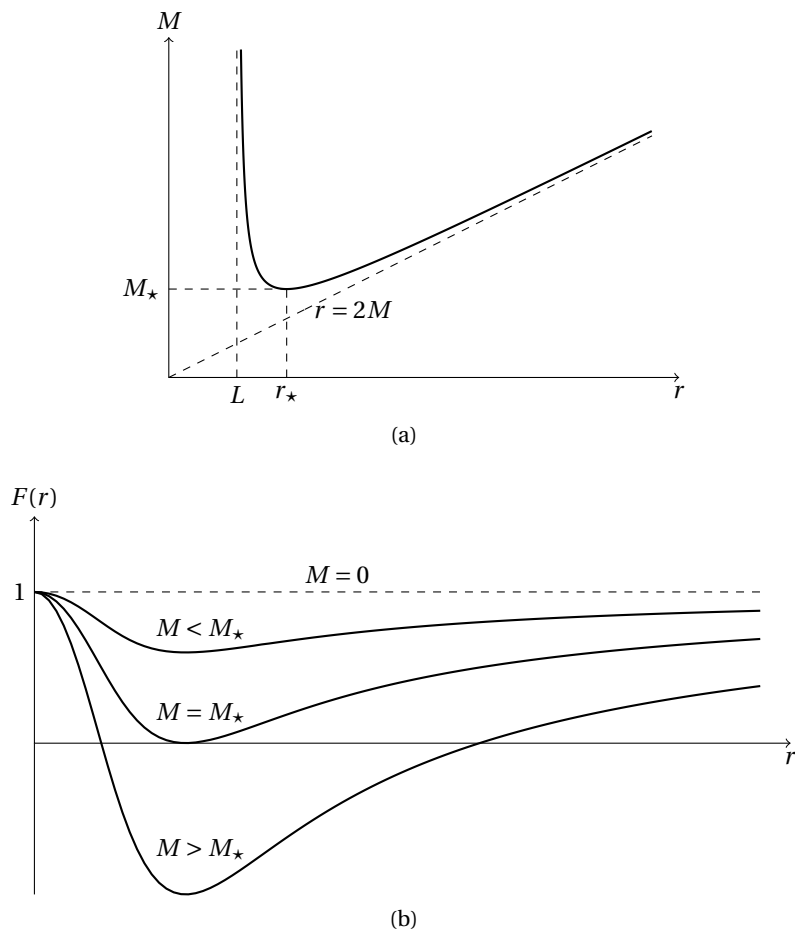 M
M⋆
r = 2M
L
r⋆
r
(a)
F(r)
M = 0
1
M < M⋆
M = M⋆
r
M > M⋆
(b)